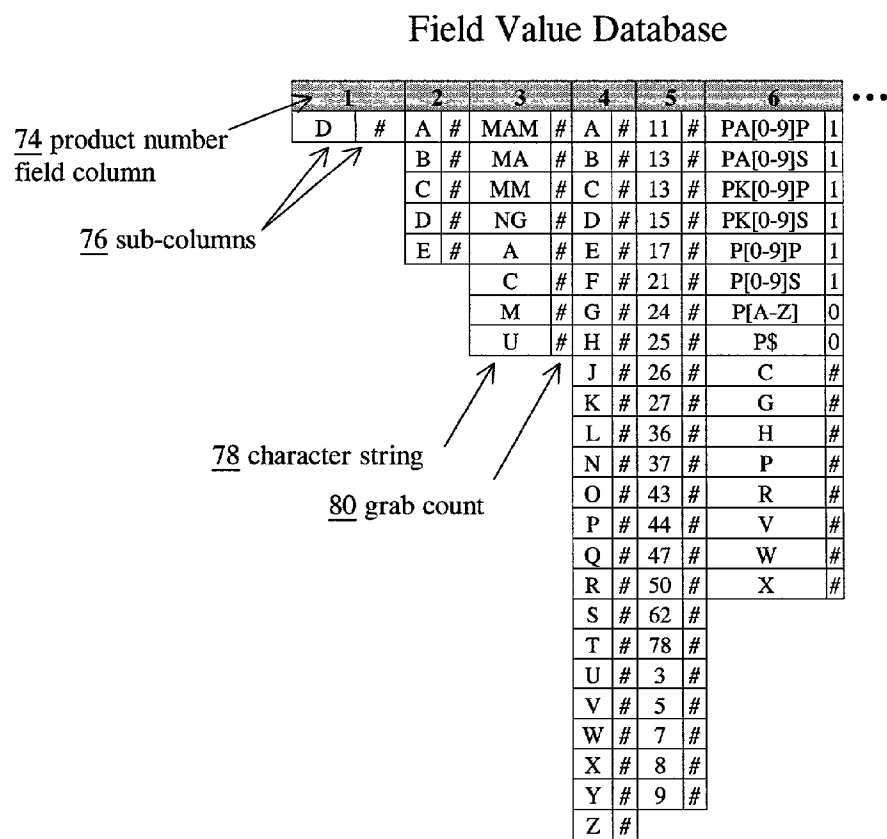 Field Value Database
1 2 3 4 5 6 •••
74 product number
field column
76 sub-columns
78 character string
80 grab count
D # A # MAM # A # 11 # PA[0-9]P 1
B # MA # B # 13 # PA[0-9]S 1
C # MM # C # 13 # PK[0-9]P 1
D # NG # D # 15 # PK[0-9]S 1
E # A # E # 17 # P[0-9]P 1
C # F # 21 # P[0-9]S 1
M # G # 24 # P[A-Z] 0
U # H # 25 # P$ 0
J # 26 # C #
K # 27 # G #
L # 36 # H #
N # 37 # P #
O # 43 # R #
P # 44 # V #
Q # 47 # W #
R # 50 # X #
S # 62 #
T # 78 #
U # 3 #
V # 5 #
W # 7 #
X # 8 #
Y # 9 #
Z #